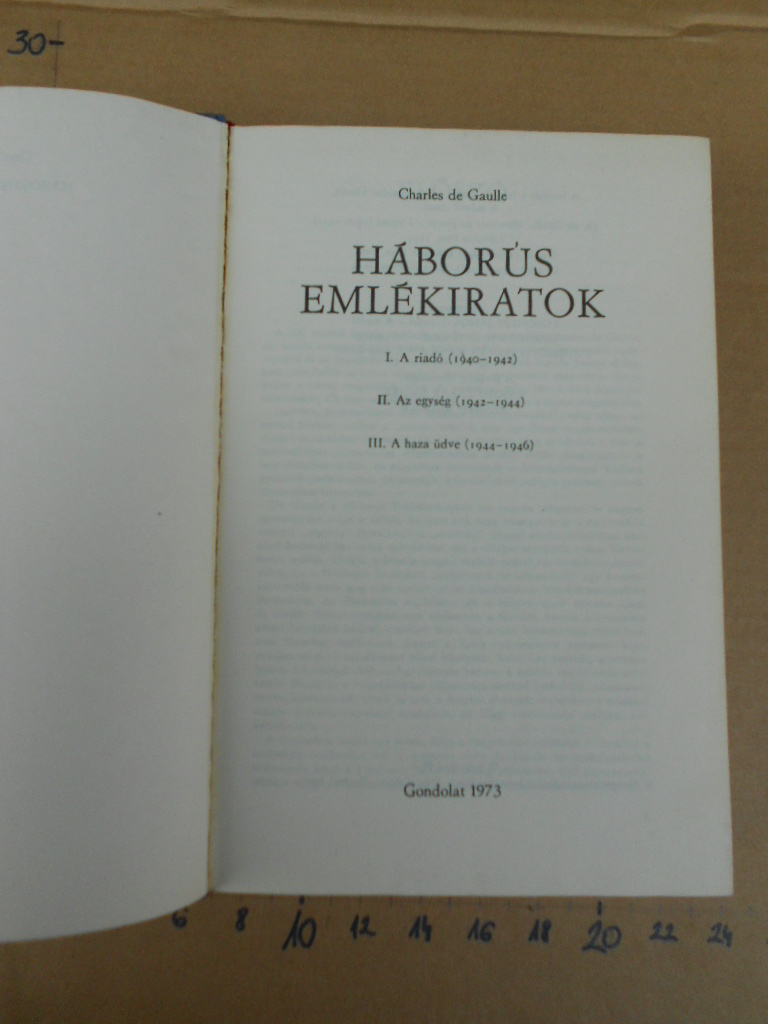 30-
Charles de Gaulle
HÁBORÚS
EMLÉKIRATOK
I. A riadó (1940–1942)
II. Az egység (1942–1944)
III. A haza üdve (1944–1946)
Gondolat 1973
6 8 10 12 14 16 18 20 22 24